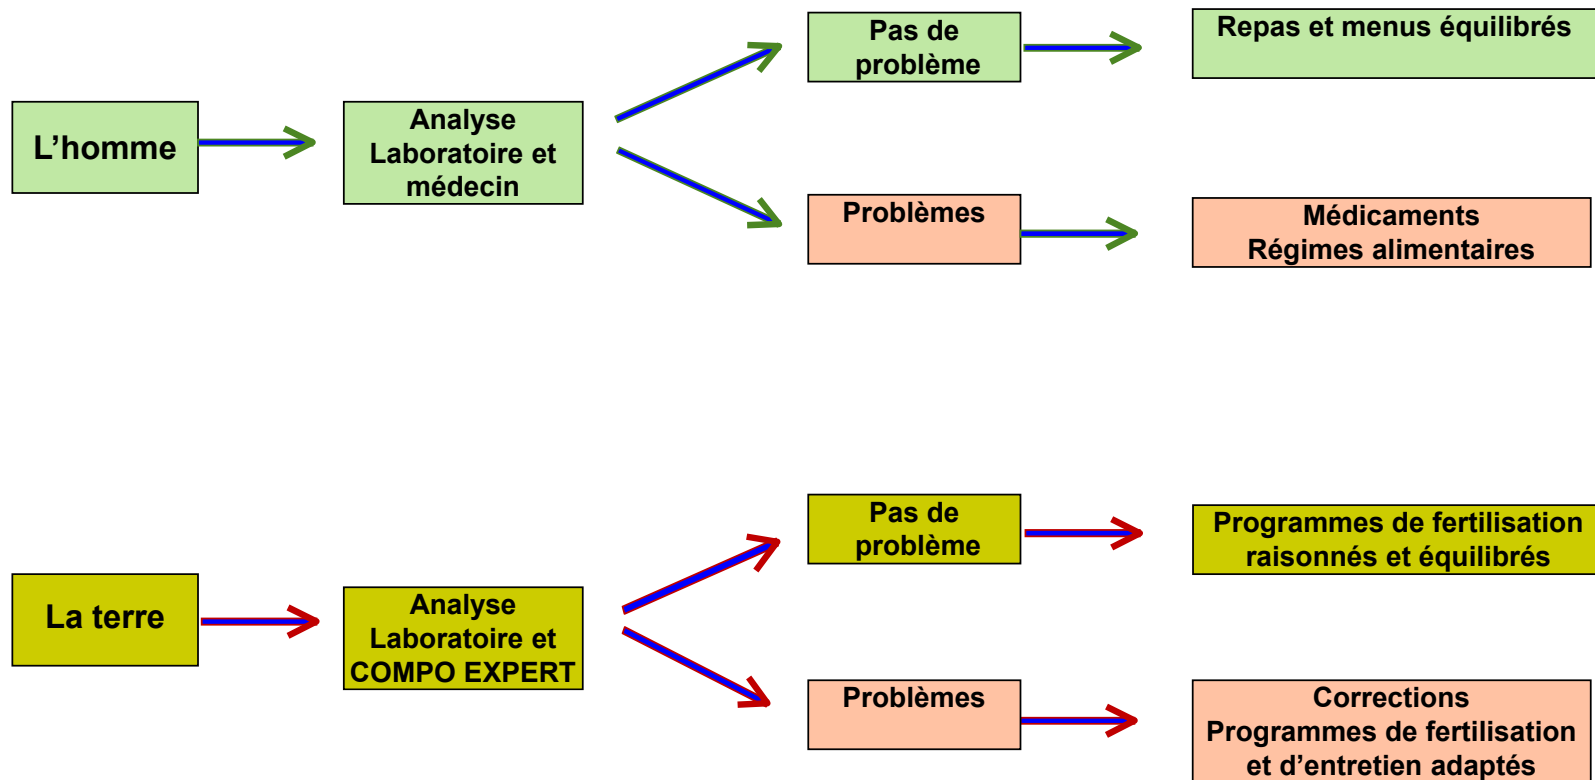 Pas de
problème
Repas et menus équilibrés
L’homme
Analyse
Laboratoire et
médecin
Problèmes
Médicaments
Régimes alimentaires
Pas de
problème
Programmes de fertilisation
raisonnés et équilibrés
La terre
Analyse
Laboratoire et
COMPO EXPERT
Problèmes
Corrections
Programmes de fertilisation
et d’entretien adaptés